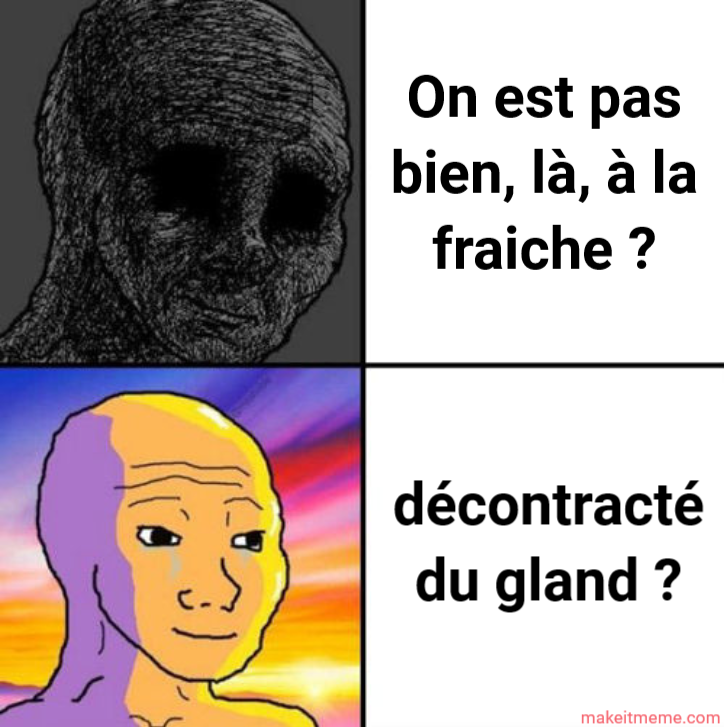 On est pas
bien, là, à la
fraiche ?
décontracté
du gland ?
makeitmeme.com